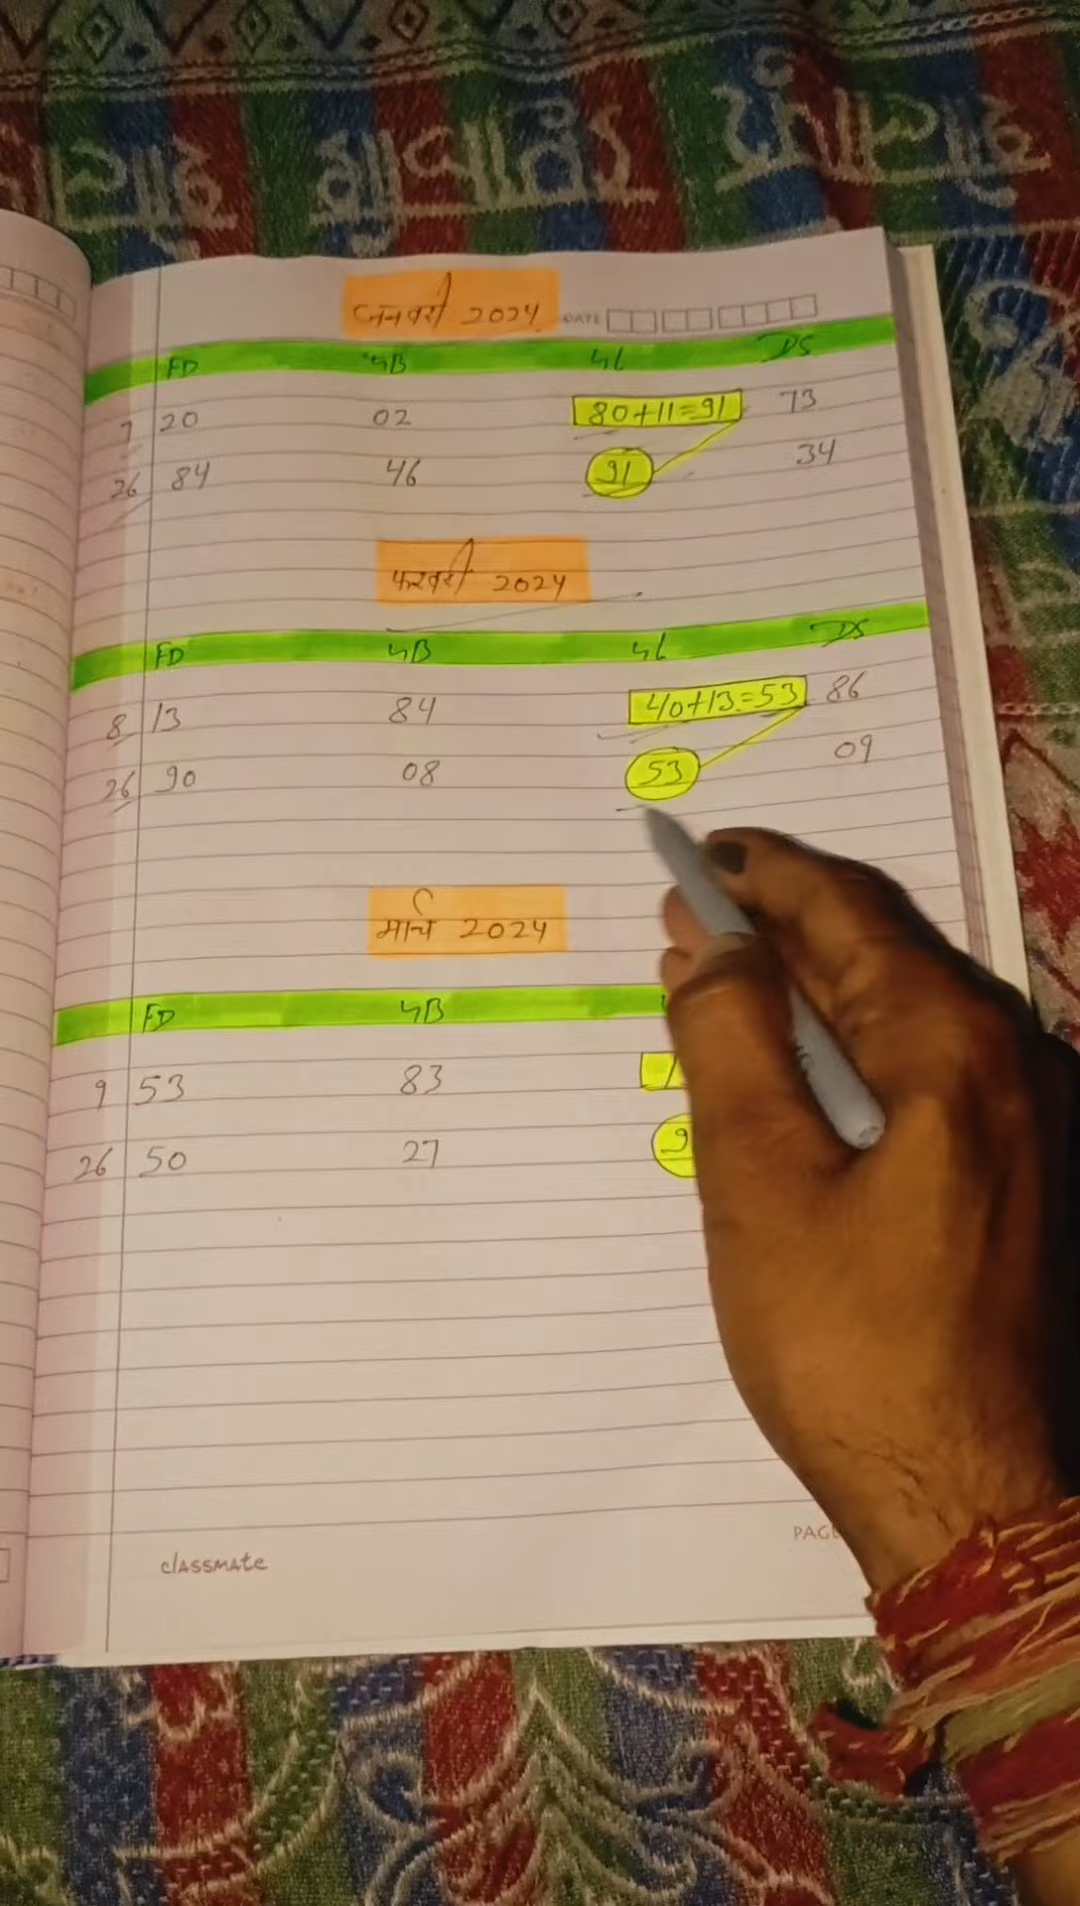 जनवरी 2024 DATE
FD GB GL DS
7 20 02 80+11=91 73
26 84 46 91 34
फरवरी 2024
FD GB GL DS
8 13 84 40+13=53 86
26 90 08 53 09
मार्च 2024
FD GB
9 53 83
26 50 27 9
classmate